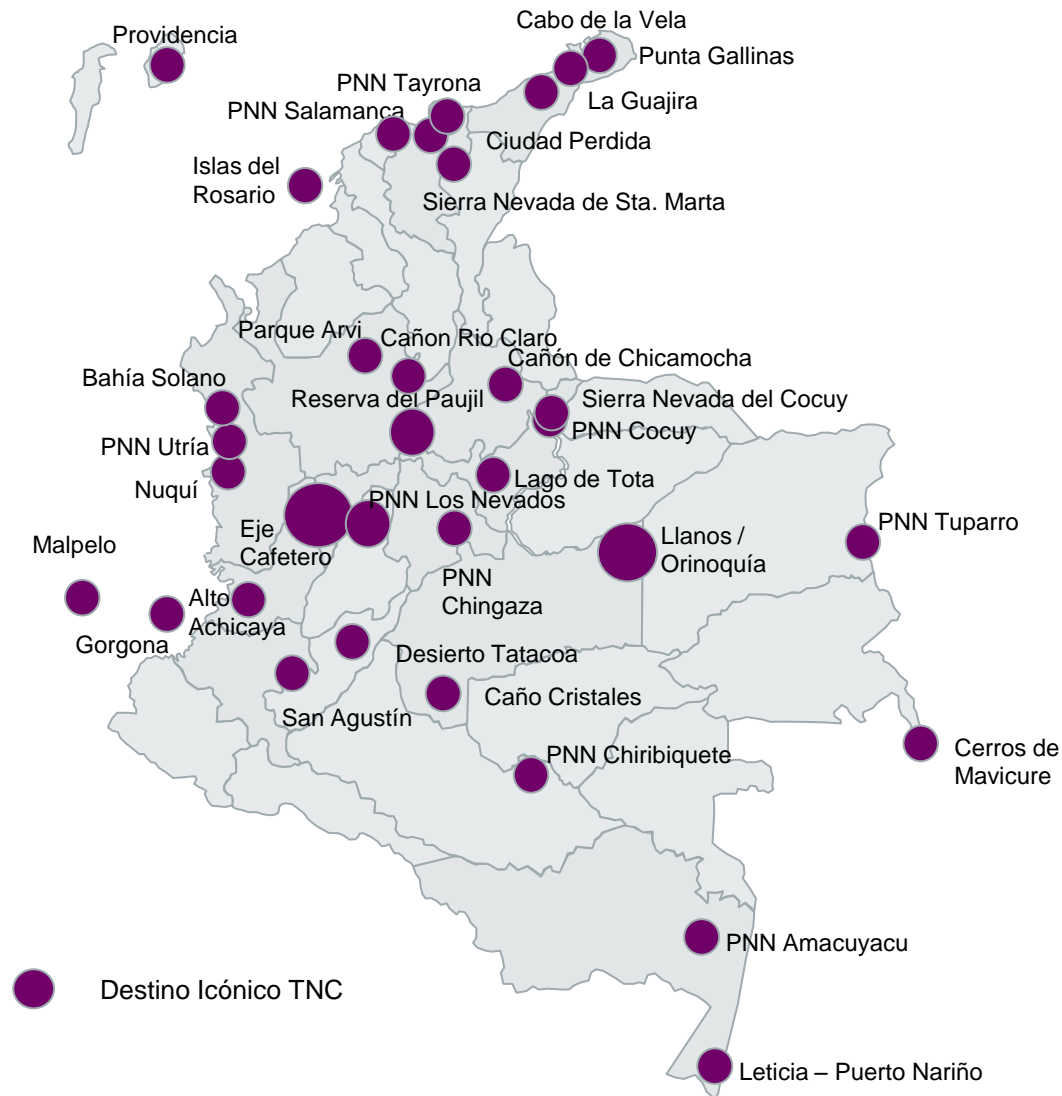 Cabo de la Vela
Providencia
Punta Gallinas
PNN Tayrona
La Guajira
PNN Salamanca
Ciudad Perdida
Islas del
Rosario
Sierra Nevada de Sta. Marta
Parque Arvi
Cañon Rio Claro
Cañón de Chicamocha
Bahía Solano
Reserva del Paujil
Sierra Nevada del Cocuy
PNN Cocuy
PNN Utría
Lago de Tota
Nuquí
PNN Los Nevados
Eje
Cafetero
Llanos /
Orinoquía
PNN Tuparro
Malpelo
PNN
Chingaza
Alto
Achicaya
Gorgona
Desierto Tatacoa
Caño Cristales
San Agustín
PNN Chiribiquete
Cerros de
Mavicure
PNN Amacuyacu
Destino Icónico TNC
Leticia – Puerto Nariño